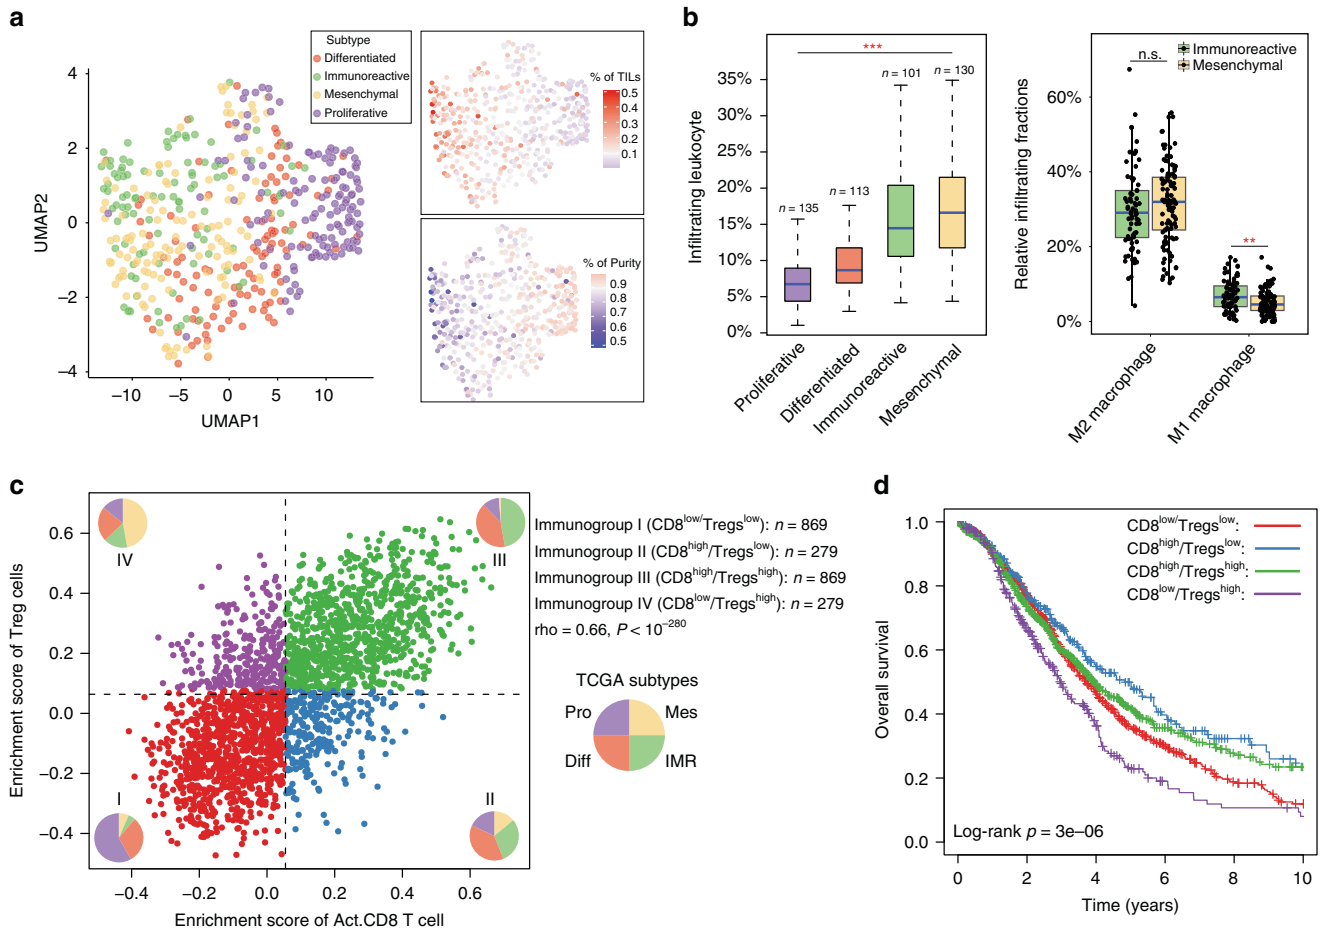 a
Subtype
Differentiated
Immunoreactive
Mesenchymal
Proliferative
4
2
0
−2
−4
UMAP2
−10
−5
0
5
10
UMAP1
% of TILs
0.5
0.4
0.3
0.2
0.1
% of Purity
0.9
0.8
0.7
0.6
0.5
b
***
n = 135
n = 113
n = 101
n = 130
35%
30%
25%
20%
15%
10%
5%
0%
Infiltrating leukocyte
Proliferative
Differentiated
Immunoreactive
Mesenchymal
Immunoreactive
Mesenchymal
n.s.
**
60%
40%
20%
0%
Relative infiltrating fractions
M2 macrophage
M1 macrophage
c
IV
III
I
II
0.6
0.4
0.2
0.0
−0.2
−0.4
Enrichment score of Treg cells
−0.4
−0.2
0.0
0.2
0.4
0.6
Enrichment score of Act.CD8 T cell
Immunogroup I (CD8low/Tregslow): n = 869
Immunogroup II (CD8high/Tregslow): n = 279
Immunogroup III (CD8high/Tregshigh): n = 869
Immunogroup IV (CD8low/Tregshigh): n = 279
rho = 0.66, P < 10−280
TCGA subtypes
Pro
Mes
Diff
IMR
d
CD8low/Tregslow:
CD8high/Tregslow:
CD8high/Tregshigh:
CD8low/Tregshigh:
1.0
0.8
0.6
0.4
0.2
0.0
Overall survival
Log-rank p = 3e−06
0
2
4
6
8
10
Time (years)